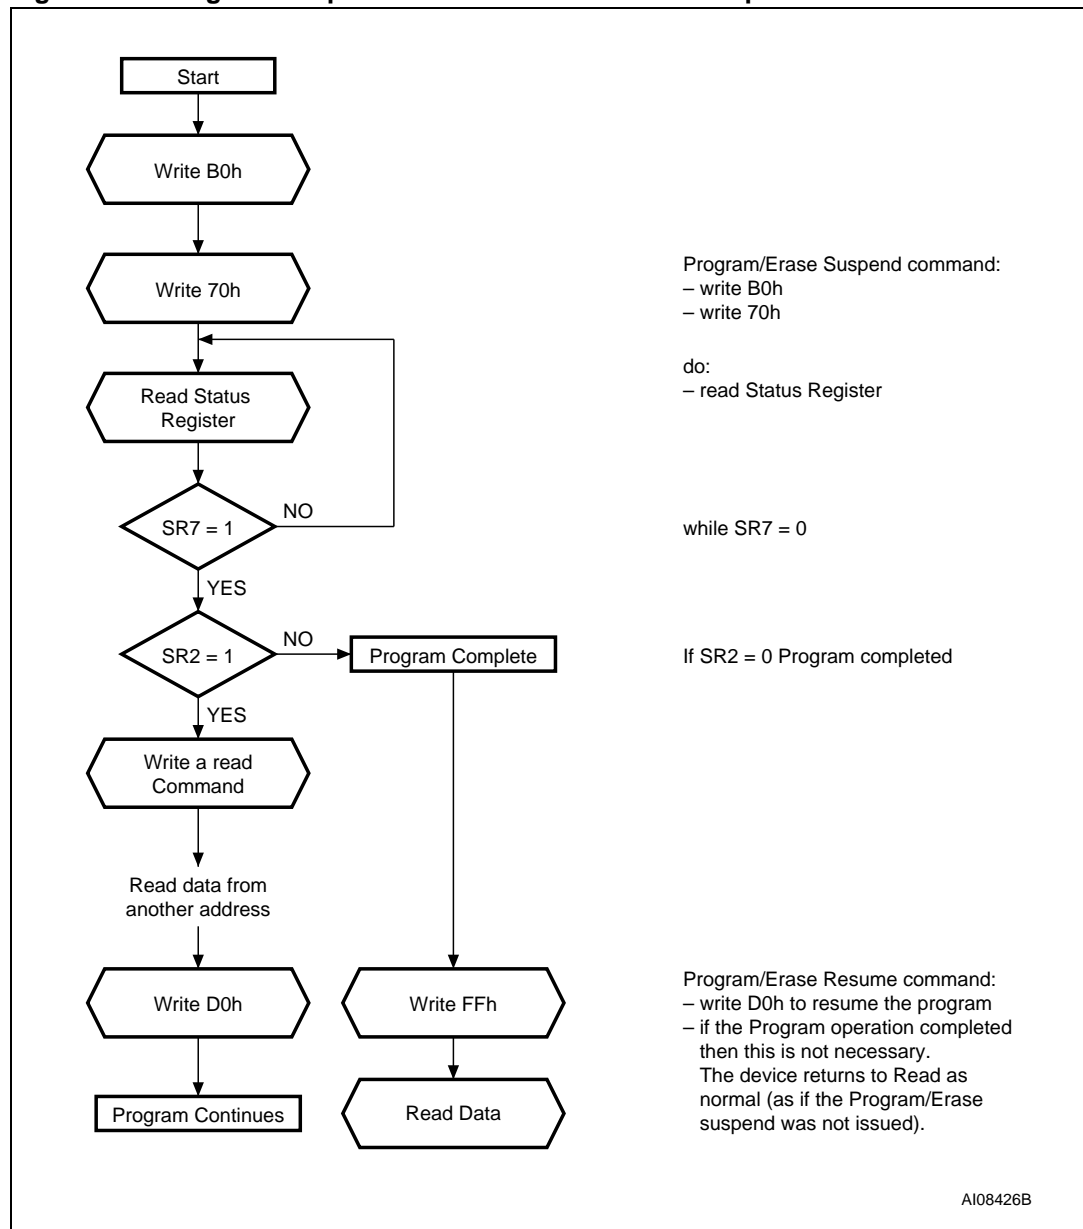 Start
Write B0h
Write 70h
Program/Erase Suspend command:
– write B0h
– write 70h
do:
– read Status Register
Read Status
Register
NO
SR7 = 1
while SR7 = 0
YES
NO
SR2 = 1
Program Complete
If SR2 = 0 Program completed
YES
Write a read
Command
Read data from
another address
Write D0h
Write FFh
Program/Erase Resume command:
– write D0h to resume the program
– if the Program operation completed
then this is not necessary.
The device returns to Read as
normal (as if the Program/Erase
suspend was not issued).
Program Continues
Read Data
AI08426B